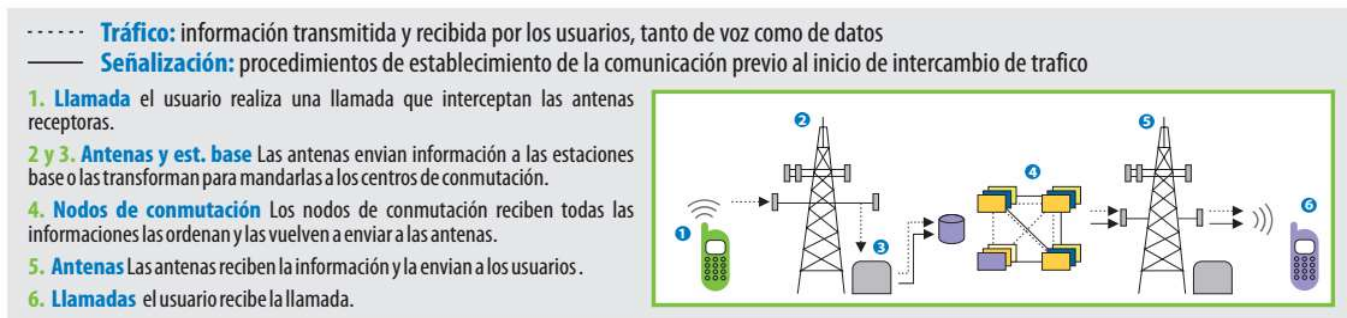 Tráfico: información transmitida y recibida por los usuarios, tanto de voz como de datos
Señalización: procedimientos de establecimiento de la comunicación previo al inicio de intercambio de trafico
1. Llamada el usuario realiza una llamada que interceptan las antenas
receptoras.
2 y 3. Antenas y est. base Las antenas envian información a las estaciones
base o las transforman para mandarlas a los centros de conmutación.
4. Nodos de conmutación Los nodos de conmutación reciben todas las
informaciones las ordenan y las vuelven a enviar a las antenas.
5. Antenas Las antenas reciben la información y la envian a los usuarios.
6. Llamadas el usuario recibe la llamada.
1
2
3
4
5
6